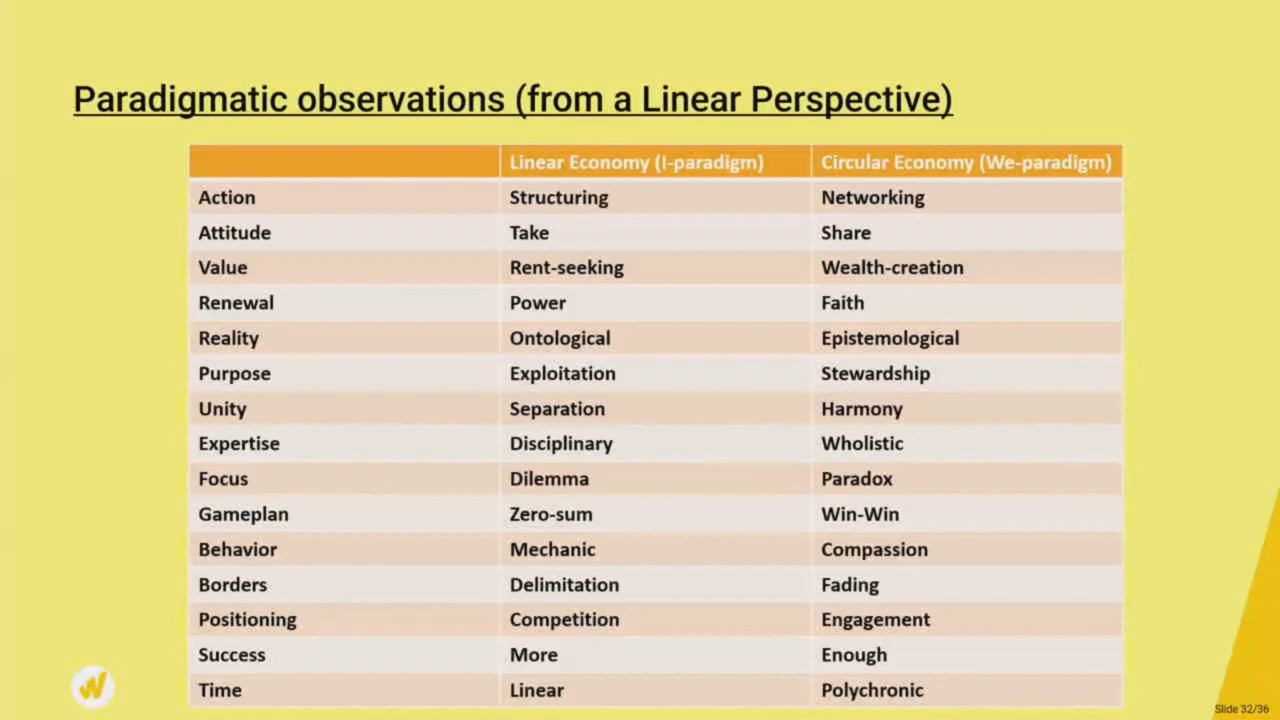 Paradigmatic observations (from a Linear Perspective)
Linear Economy (I-paradigm) Circular Economy (We-paradigm)
Action Structuring Networking
Attitude Take Share
Value Rent-seeking Wealth-creation
Renewal Power Faith
Reality Ontological Epistemological
Purpose Exploitation Stewardship
Unity Separation Harmony
Expertise Disciplinary Wholistic
Focus Dilemma Paradox
Gameplan Zero-sum Win-Win
Behavior Mechanic Compassion
Borders Delimitation Fading
Positioning Competition Engagement
Success More Enough
Time Linear Polychronic
Slide 32/36